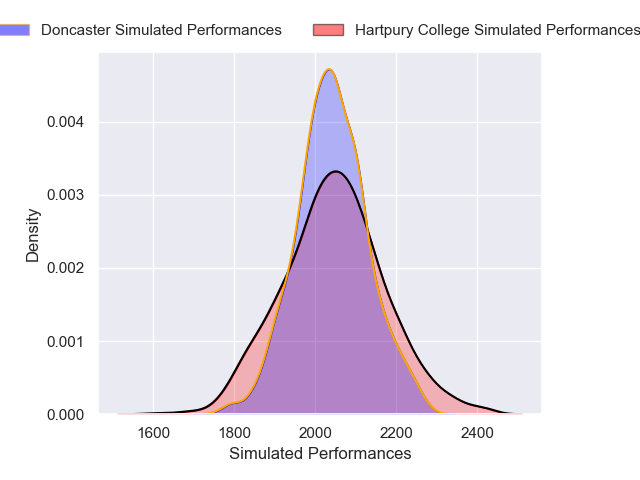 Doncaster Simulated Performances
Hartpury College Simulated Performances
Density
0.004
0.003
0.002
0.001
0.000
1600 1800 2000 2200 2400
Simulated Performances